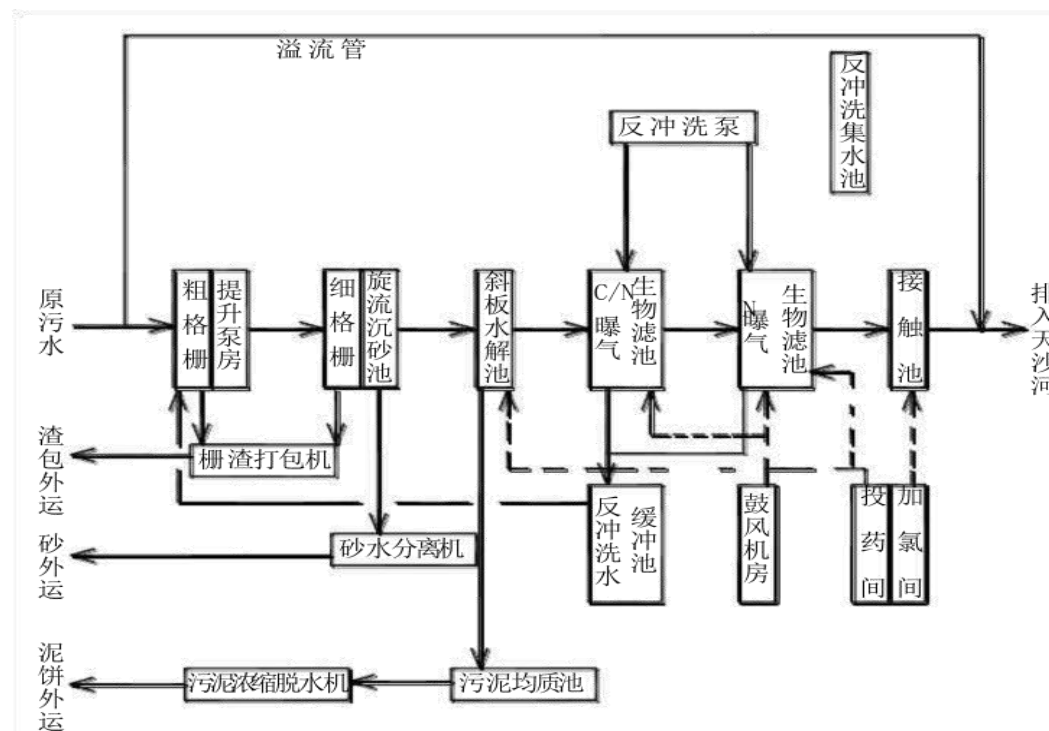 溢流管
反冲洗集水池
反冲洗泵
原污水
粗格栅
提升泵房
细格栅
旋流沉砂池
斜板水解池
C/N曝气
生物滤池
N曝气
生物滤池
接触池
排入天沙河
渣包外运
栅渣打包机
反冲洗水
缓冲池
鼓风机房
投药间
加氯间
砂外运
砂水分离机
泥饼外运
污泥浓缩脱水机
污泥均质池